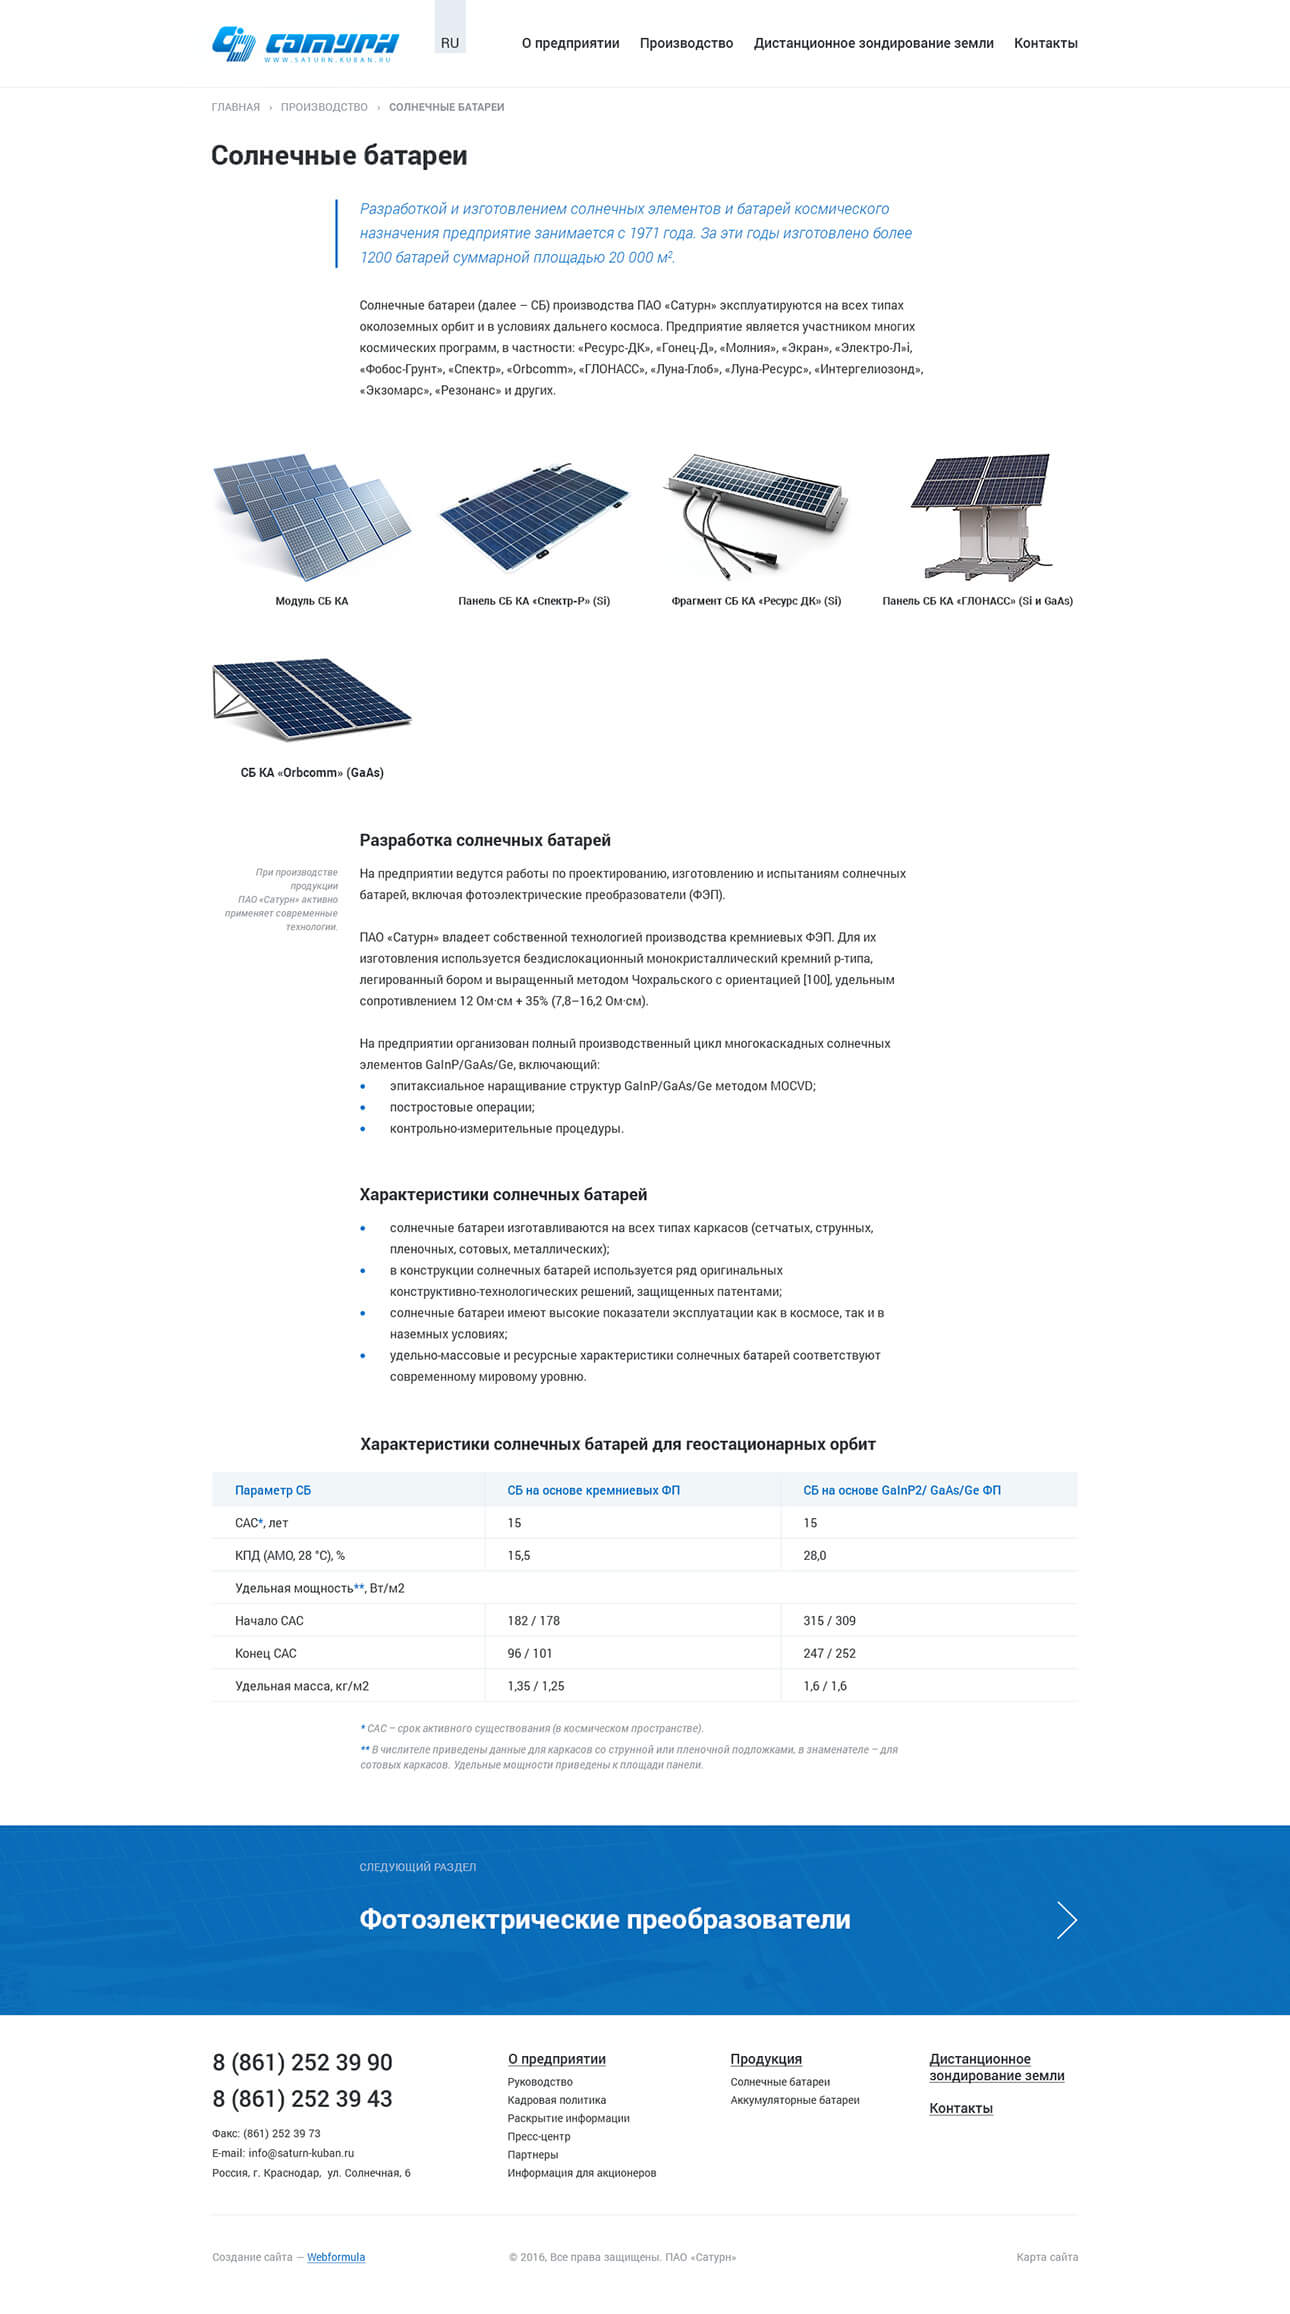 сатурн
WWW.SATURN.KUBAN.RU
RU
О предприятии
Производство
Дистанционное зондирование земли
Контакты
ГЛАВНАЯ › ПРОИЗВОДСТВО › СОЛНЕЧНЫЕ БАТАРЕИ
Солнечные батареи
Разработкой и изготовлением солнечных элементов и батарей космического
назначения предприятие занимается с 1971 года. За эти годы изготовлено более
1200 батарей суммарной площадью 20 000 м².
Солнечные батареи (далее – СБ) производства ПАО «Сатурн» эксплуатируются на всех типах
околоземных орбит и в условиях дальнего космоса. Предприятие является участником многих
космических программ, в частности: «Ресурс-ДК», «Гонец-Д», «Молния», «Экран», «Электро-Л»i,
«Фобос-Грунт», «Спектр», «Orbcomm», «ГЛОНАСС», «Луна-Глоб», «Луна-Ресурс», «Интергелиозонд»,
«Экзомарс», «Резонанс» и других.
Модуль СБ КА
Панель СБ КА «Спектр-Р» (Si)
Фрагмент СБ КА «Ресурс ДК» (Si)
Панель СБ КА «ГЛОНАСС» (Si и GaAs)
СБ КА «Orbcomm» (GaAs)
Разработка солнечных батарей
При производстве
продукции
ПАО «Сатурн» активно
применяет современные
технологии.
На предприятии ведутся работы по проектированию, изготовлению и испытаниям солнечных
батарей, включая фотоэлектрические преобразователи (ФЭП).
ПАО «Сатурн» владеет собственной технологией производства кремниевых ФЭП. Для их
изготовления используется бездислокационный монокристаллический кремний р-типа,
легированный бором и выращенный методом Чохральского с ориентацией [100], удельным
сопротивлением 12 Ом·см + 35% (7,8–16,2 Ом·см).
На предприятии организован полный производственный цикл многокаскадных солнечных
элементов GaInP/GaAs/Ge, включающий:
• эпитаксиальное наращивание структур GaInP/GaAs/Ge методом MOCVD;
• постростовые операции;
• контрольно-измерительные процедуры.
Характеристики солнечных батарей
• солнечные батареи изготавливаются на всех типах каркасов (сетчатых, струнных,
пленочных, сотовых, металлических);
• в конструкции солнечных батарей используется ряд оригинальных
конструктивно-технологических решений, защищенных патентами;
• солнечные батареи имеют высокие показатели эксплуатации как в космосе, так и в
наземных условиях;
• удельно-массовые и ресурсные характеристики солнечных батарей соответствуют
современному мировому уровню.
Характеристики солнечных батарей для геостационарных орбит
Параметр СБ СБ на основе кремниевых ФП СБ на основе GaInP2/ GaAs/Ge ФП
САС*, лет 15 15
КПД (АМО, 28 °С), % 15,5 28,0
Удельная мощность**, Вт/м2
Начало САС 182 / 178 315 / 309
Конец САС 96 / 101 247 / 252
Удельная масса, кг/м2 1,35 / 1,25 1,6 / 1,6
* САС – срок активного существования (в космическом пространстве).
** В числителе приведены данные для каркасов со струнной или пленочной подложками, в знаменателе – для
сотовых каркасов. Удельные мощности приведены к площади панели.
СЛЕДУЮЩИЙ РАЗДЕЛ
Фотоэлектрические преобразователи
8 (861) 252 39 90
8 (861) 252 39 43
Факс: (861) 252 39 73
E-mail: info@saturn-kuban.ru
Россия, г. Краснодар, ул. Солнечная, 6
О предприятии
Руководство
Кадровая политика
Раскрытие информации
Пресс-центр
Партнеры
Информация для акционеров
Продукция
Солнечные батареи
Аккумуляторные батареи
Дистанционное
зондирование земли
Контакты
Создание сайта — Webformula
© 2016, Все права защищены. ПАО «Сатурн»
Карта сайта